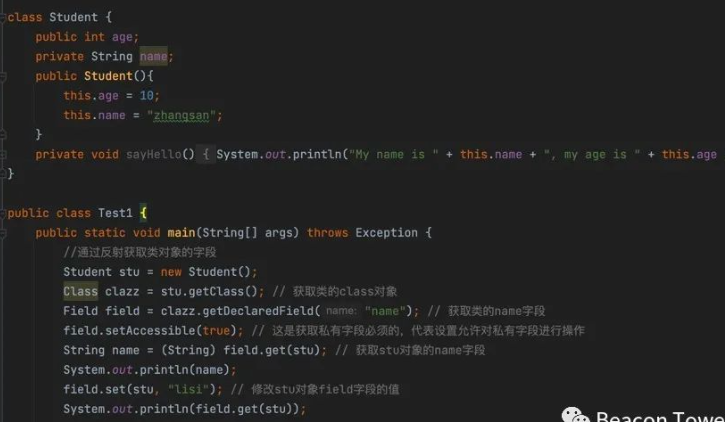 class Student {
public int age;
private String name;
public Student(){
this.age = 10;
this.name = "zhangsan";
}
private void sayHello() { System.out.println("My name is " + this.name + ", my age is " + this.age
}
public class Test1 {
public static void main(String[] args) throws Exception {
//通过反射获取类对象的字段
Student stu = new Student();
Class clazz = stu.getClass(); // 获取类的class对象
Field field = clazz.getDeclaredField( name: "name"); // 获取类的name字段
field.setAccessible(true); // 这是获取私有字段必须的，代表设置允许对私有字段进行操作
String name = (String) field.get(stu); // 获取stu对象的name字段
System.out.println(name);
field.set(stu, "lisi"); // 修改stu对象field字段的值
System.out.println(field.get(stu));
Beacon Towe